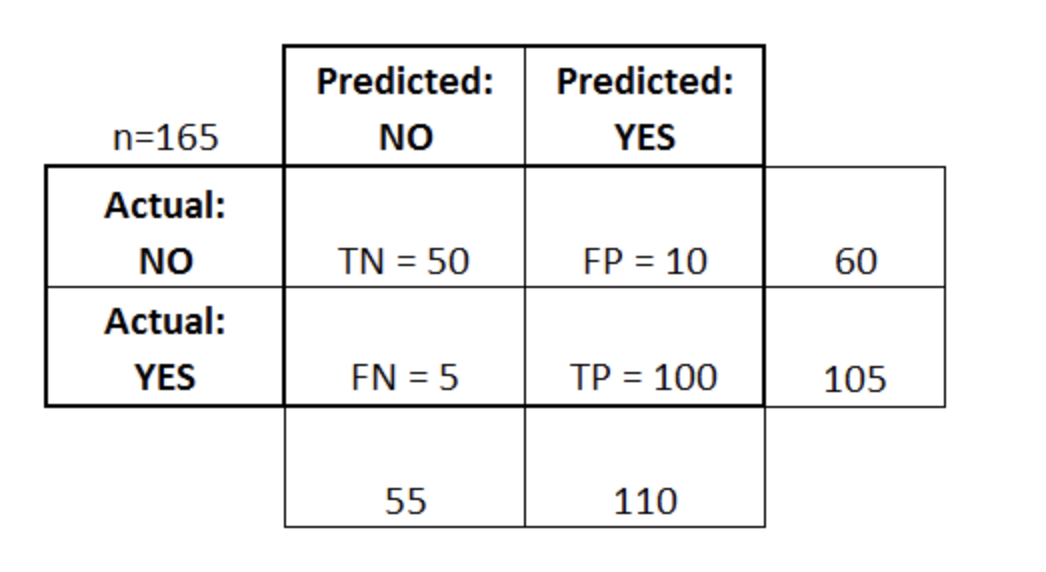 Predicted: Predicted:
n=165 NO YES
Actual:
NO TN = 50 FP = 10 60
Actual:
YES FN = 5 TP = 100 105
55 110